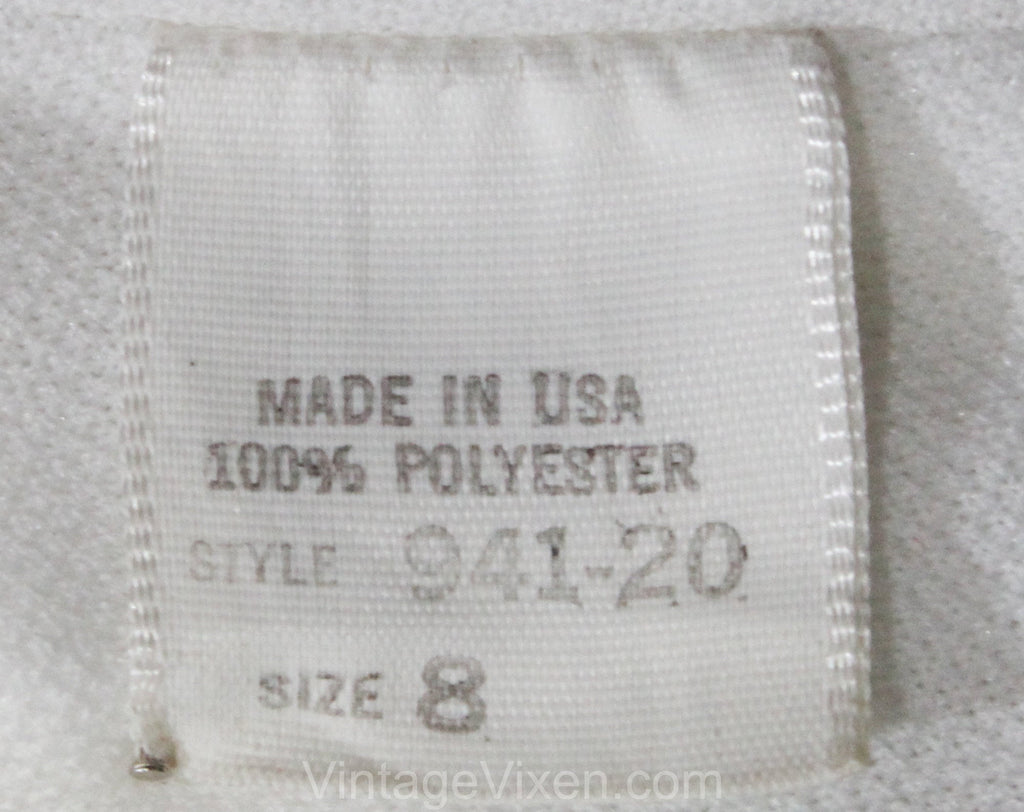 MADE IN USA
100% POLYESTER
STYLE 941-20
SIZE 8
VintageVixen.com